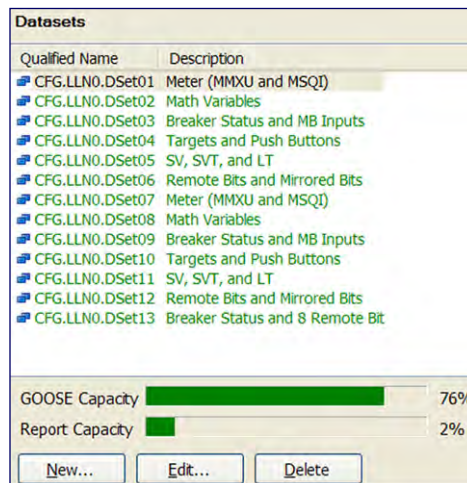 Datasets
Qualified Name Description
CFG.LLN0.DSet01 Meter (MMXU and MSQI)
CFG.LLN0.DSet02 Math Variables
CFG.LLN0.DSet03 Breaker Status and MB Inputs
CFG.LLN0.DSet04 Targets and Push Buttons
CFG.LLN0.DSet05 SV, SVT, and LT
CFG.LLN0.DSet06 Remote Bits and Mirrored Bits
CFG.LLN0.DSet07 Meter (MMXU and MSQI)
CFG.LLN0.DSet08 Math Variables
CFG.LLN0.DSet09 Breaker Status and MB Inputs
CFG.LLN0.DSet10 Targets and Push Buttons
CFG.LLN0.DSet11 SV, SVT, and LT
CFG.LLN0.DSet12 Remote Bits and Mirrored Bits
CFG.LLN0.DSet13 Breaker Status and 8 Remote Bit
GOOSE Capacity 76%
Report Capacity 2%
New... Edit... Delete